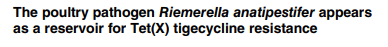 The poultry pathogen Riemerella anatipestifer appears
as a reservoir for Tet(X) tigecycline resistance